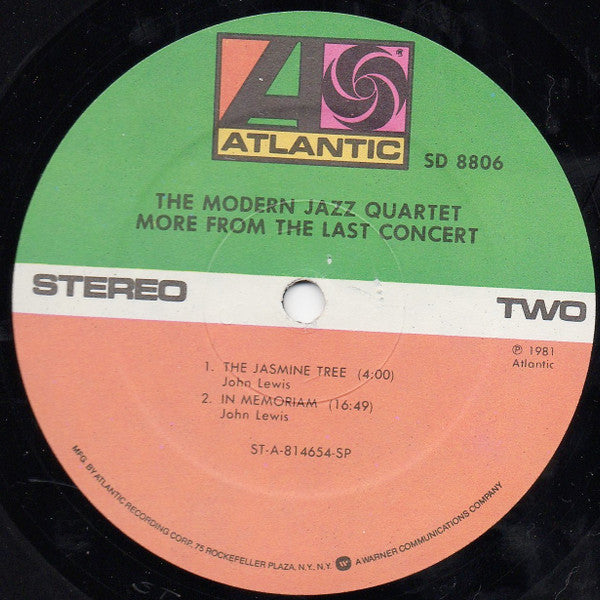 A
®
ATLANTIC
SD 8806
THE MODERN JAZZ QUARTET
MORE FROM THE LAST CONCERT
STEREO
TWO
℗ 1981
Atlantic
1. THE JASMINE TREE (4:00)
John Lewis
2. IN MEMORIAM (16:49)
John Lewis
ST-A-814654-SP
MFG. BY ATLANTIC RECORDING CORP. 75 ROCKEFELLER PLAZA, N.Y., N.Y. A WARNER COMMUNICATIONS COMPANY